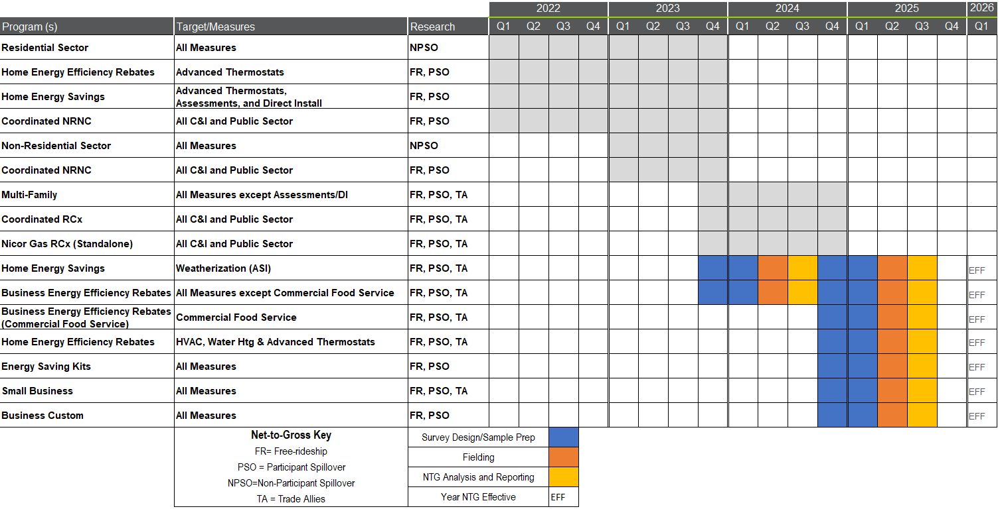 2022 2023 2024 2025 2026
Program (s) Target/Measures Research Q1 Q2 Q3 Q4 Q1 Q2 Q3 Q4 Q1 Q2 Q3 Q4 Q1 Q2 Q3 Q4 Q1
Residential Sector All Measures NPSO
Home Energy Efficiency Rebates Advanced Thermostats FR, PSO
Home Energy Savings Advanced Thermostats,
Assessments, and Direct Install FR, PSO
Coordinated NRNC All C&I and Public Sector FR, PSO
Non-Residential Sector All Measures NPSO
Coordinated NRNC All C&I and Public Sector FR, PSO
Multi-Family All Measures except Assessments/DI FR, PSO, TA
Coordinated RCx All C&I and Public Sector FR, PSO, TA
Nicor Gas RCx (Standalone) All C&I and Public Sector FR, PSO, TA
Home Energy Savings Weatherization (ASI) FR, PSO, TA EFF
Business Energy Efficiency Rebates All Measures except Commercial Food Service FR, PSO, TA EFF
Business Energy Efficiency Rebates
(Commercial Food Service) Commercial Food Service FR, PSO, TA EFF
Home Energy Efficiency Rebates HVAC, Water Htg & Advanced Thermostats FR, PSO, TA EFF
Energy Saving Kits All Measures FR, PSO EFF
Small Business All Measures FR, PSO, TA EFF
Business Custom All Measures FR, PSO EFF
Net-to-Gross Key
FR= Free-rideship
PSO = Participant Spillover
NPSO=Non-Participant Spillover
TA = Trade Allies
Survey Design/Sample Prep
Fielding
NTG Analysis and Reporting
Year NTG Effective EFF